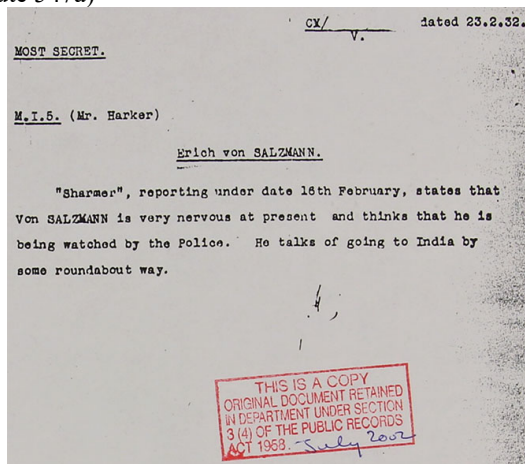 CX/
V.
dated 23.2.32.
MOST SECRET.
M.I.5. (Mr. Harker)
Erich von SALZMANN.
"Sharmer", reporting under date 16th February, states that
Von SALZMANN is very nervous at present and thinks that he is
being watched by the Police. He talks of going to India by
some roundabout way.
THIS IS A COPY
ORIGINAL DOCUMENT RETAINED
IN DEPARTMENT UNDER SECTION
3 (4) OF THE PUBLIC RECORDS
ACT 1958. July 2002